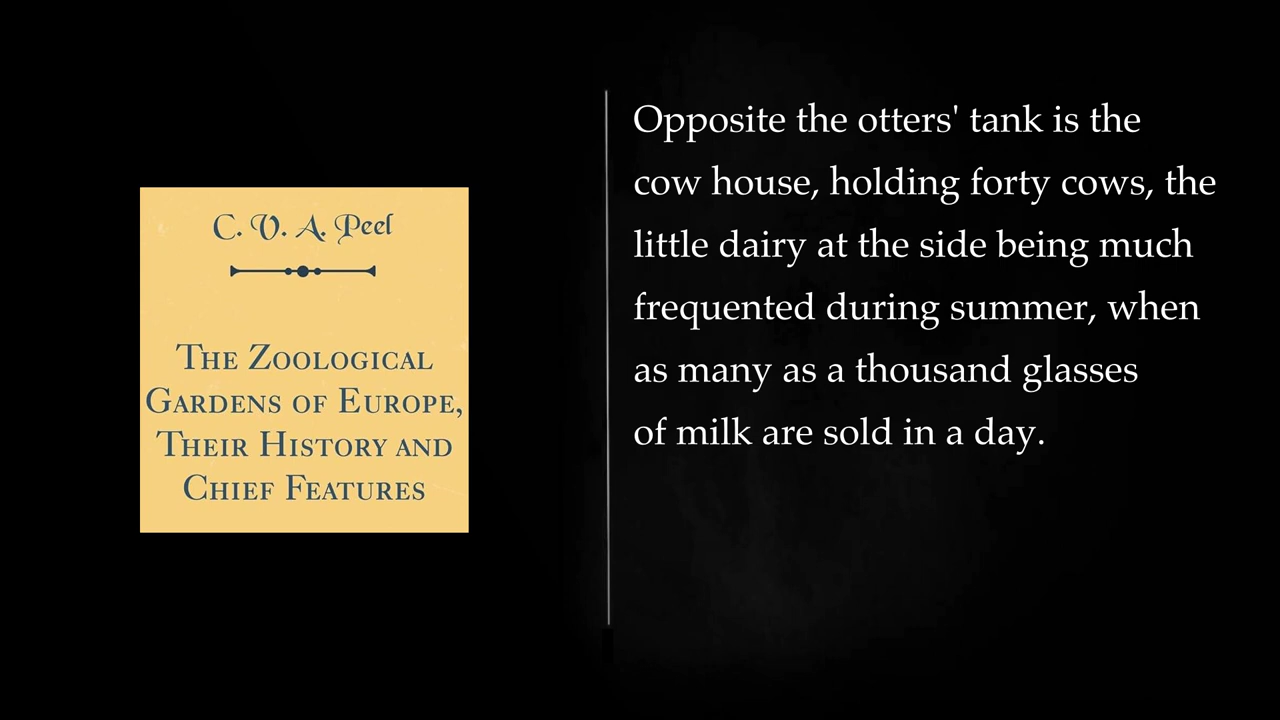 C. V. A. Peel
The Zoological
Gardens of Europe,
Their History and
Chief Features
Opposite the otters' tank is the
cow house, holding forty cows, the
little dairy at the side being much
frequented during summer, when
as many as a thousand glasses
of milk are sold in a day.